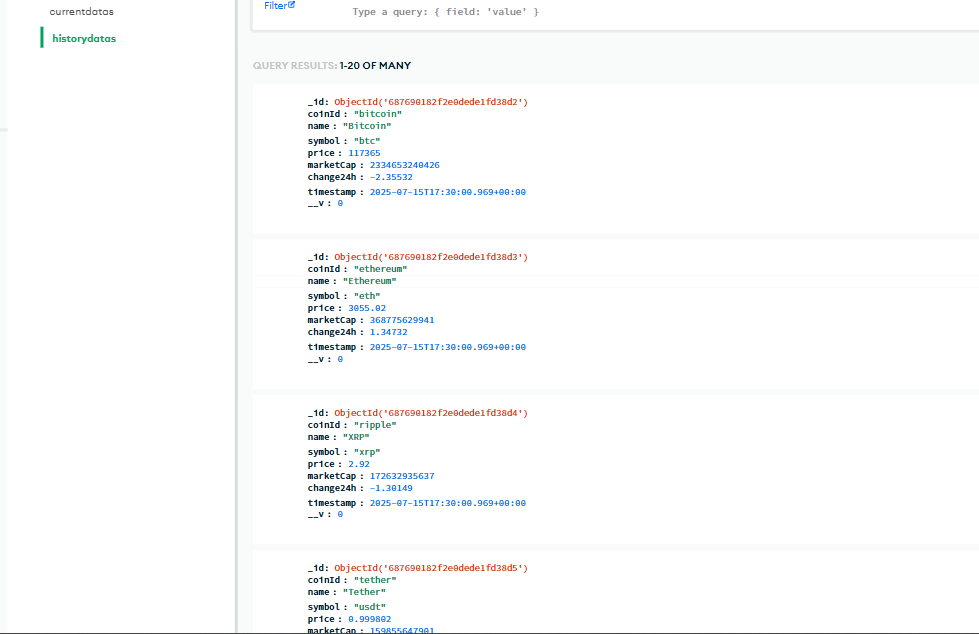 currentdatas
historydatas
Filter
Type a query: { field: 'value' }
QUERY RESULTS: 1-20 OF MANY
_id: ObjectId('687690182f2e0dede1fd38d2')
coinId : "bitcoin"
name : "Bitcoin"
symbol : "btc"
price : 117365
marketCap : 2334653240426
change24h : -2.35532
timestamp : 2025-07-15T17:30:00.969+00:00
__v : 0
_id: ObjectId('687690182f2e0dede1fd38d3')
coinId : "ethereum"
name : "Ethereum"
symbol : "eth"
price : 3055.02
marketCap : 368775629941
change24h : 1.34732
timestamp : 2025-07-15T17:30:00.969+00:00
__v : 0
_id: ObjectId('687690182f2e0dede1fd38d4')
coinId : "ripple"
name : "XRP"
symbol : "xrp"
price : 2.92
marketCap : 172632935637
change24h : -1.30149
timestamp : 2025-07-15T17:30:00.969+00:00
__v : 0
_id: ObjectId('687690182f2e0dede1fd38d5')
coinId : "tether"
name : "Tether"
symbol : "usdt"
price : 0.999802
marketCap : 159855647901